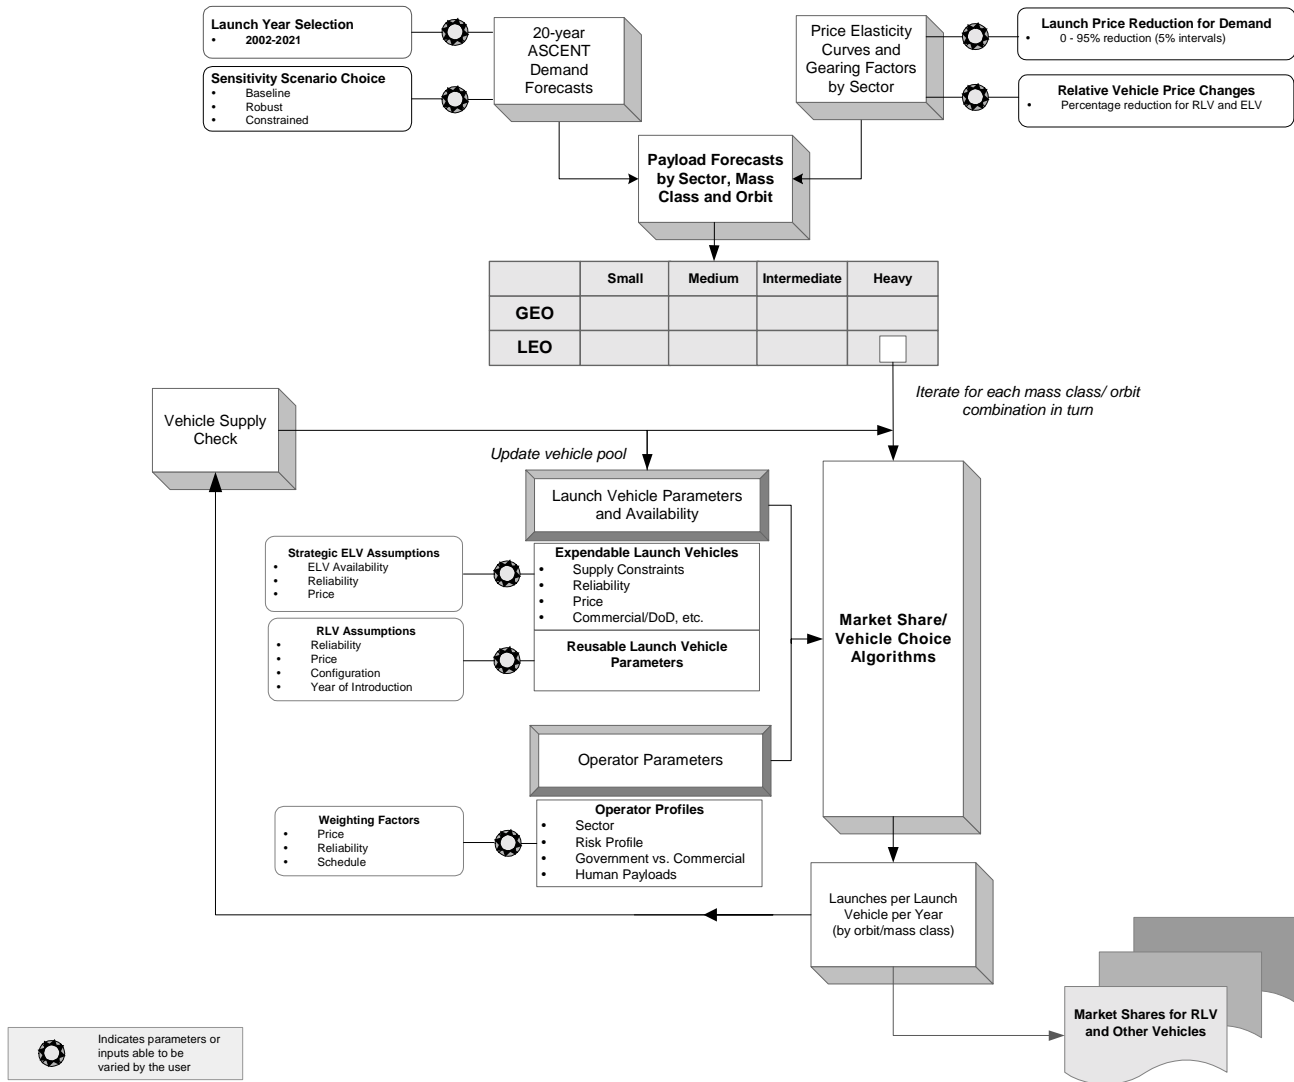 Launch Year Selection
• 2002-2021
Sensitivity Scenario Choice
• Baseline
• Robust
• Constrained
20-year
ASCENT
Demand
Forecasts
Price Elasticity
Curves and
Gearing Factors
by Sector
Launch Price Reduction for Demand
• 0 - 95% reduction (5% intervals)
Relative Vehicle Price Changes
• Percentage reduction for RLV and ELV
Payload Forecasts
by Sector, Mass
Class and Orbit
Small Medium Intermediate Heavy
GEO
LEO
Iterate for each mass class/ orbit
combination in turn
Vehicle Supply
Check
Update vehicle pool
Launch Vehicle Parameters
and Availability
Strategic ELV Assumptions
• ELV Availability
• Reliability
• Price
Expendable Launch Vehicles
• Supply Constraints
• Reliability
• Price
• Commercial/DoD, etc.
RLV Assumptions
• Reliability
• Price
• Configuration
• Year of Introduction
Reusable Launch Vehicle
Parameters
Market Share/
Vehicle Choice
Algorithms
Operator Parameters
Weighting Factors
• Price
• Reliability
• Schedule
Operator Profiles
• Sector
• Risk Profile
• Government vs. Commercial
• Human Payloads
Launches per Launch
Vehicle per Year
(by orbit/mass class)
Market Shares for RLV
and Other Vehicles
Indicates parameters or
inputs able to be
varied by the user